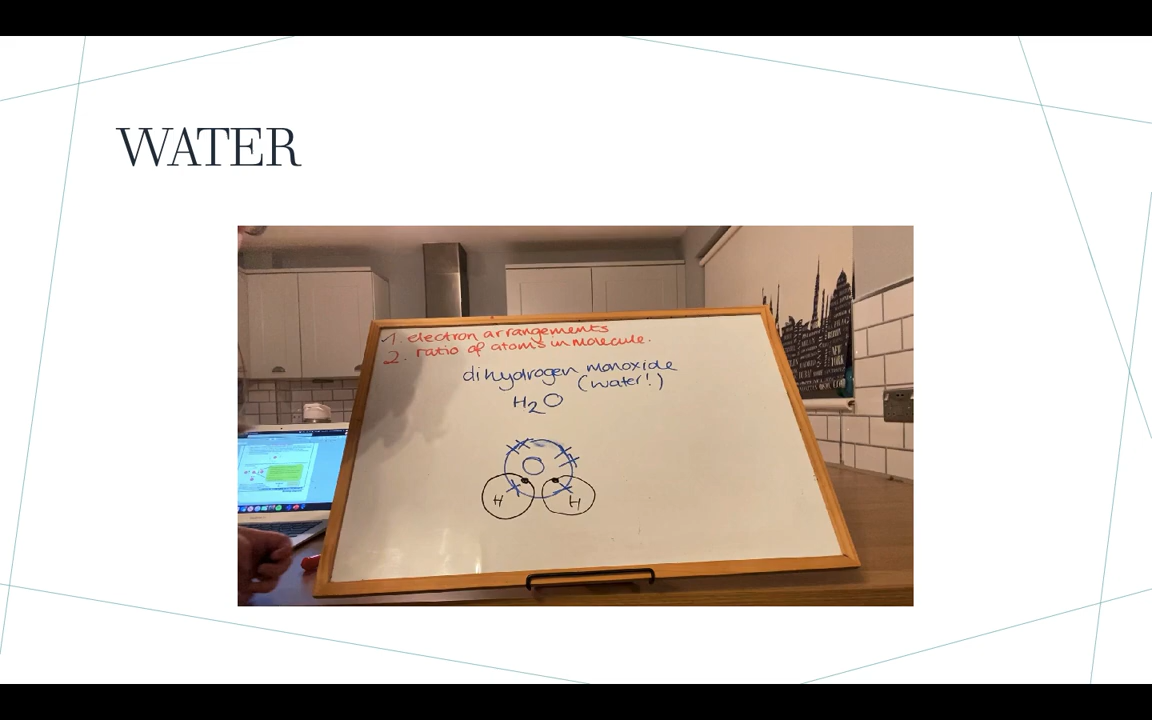 WATER
1. electron arrangements
2. ratio of atoms in molecule.
dihydrogen monoxide
(water!)
H₂O
O
H H